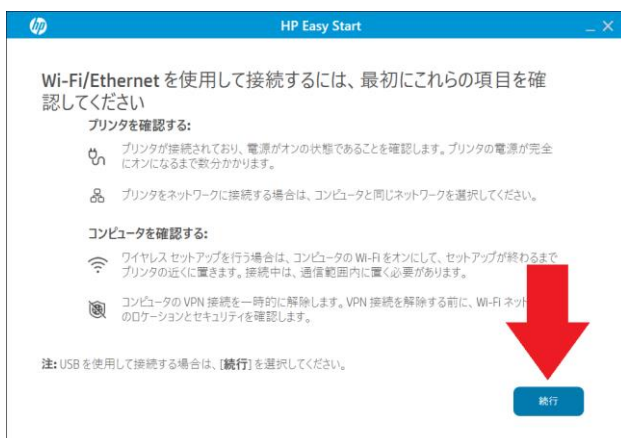 hp
HP Easy Start
Wi-Fi/Ethernet を使用して接続するには、最初にこれらの項目を確
認してください
プリンタを確認する:
プリンタが接続されており、電源がオンの状態であることを確認します。プリンタの電源が完全
にオンになるまで数分かかります。
プリンタをネットワークに接続する場合は、コンピュータと同じネットワークを選択してください。
コンピュータを確認する:
ワイヤレス セットアップを行う場合は、コンピュータの Wi-Fi をオンにして、セットアップが終わるまで
プリンタの近くに置きます。接続中は、通信範囲内に置く必要があります。
コンピュータの VPN 接続を一時的に解除します。VPN 接続を解除する前に、Wi-Fi ネット
のロケーションとセキュリティを確認します。
注: USB を使用して接続する場合は、[続行] を選択してください。
続行